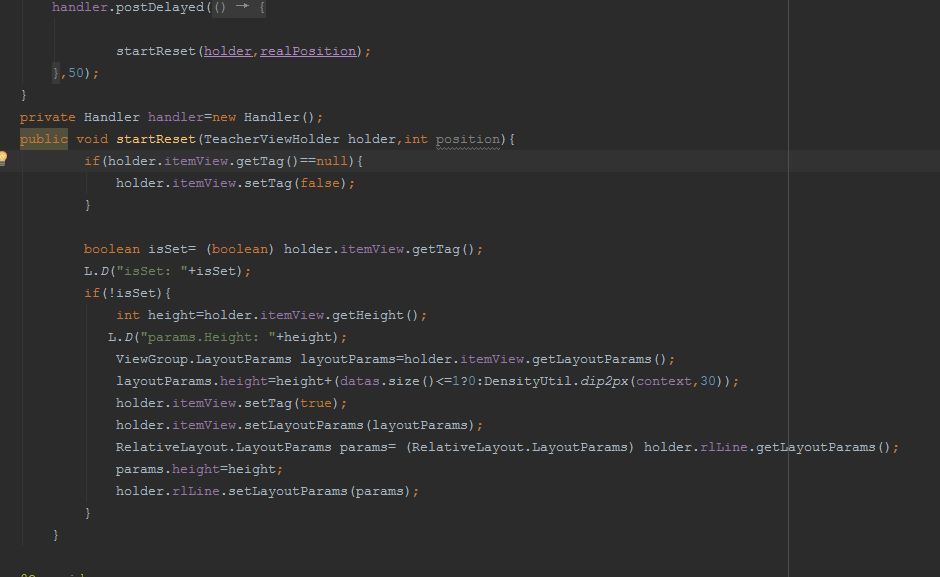 handler.postDelayed(() → {
startReset(holder,realPosition);
},50);
}
private Handler handler=new Handler();
public void startReset(TeacherViewHolder holder,int position){
if(holder.itemView.getTag()==null){
holder.itemView.setTag(false);
}
boolean isSet= (boolean) holder.itemView.getTag();
L.D("isSet: "+isSet);
if(!isSet){
int height=holder.itemView.getHeight();
L.D("params.Height: "+height);
ViewGroup.LayoutParams layoutParams=holder.itemView.getLayoutParams();
layoutParams.height=height+(datas.size()<=1?0:DensityUtil.dip2px(context,30));
holder.itemView.setTag(true);
holder.itemView.setLayoutParams(layoutParams);
RelativeLayout.LayoutParams params= (RelativeLayout.LayoutParams) holder.rlLine.getLayoutParams();
params.height=height;
holder.rlLine.setLayoutParams(params);
}
}